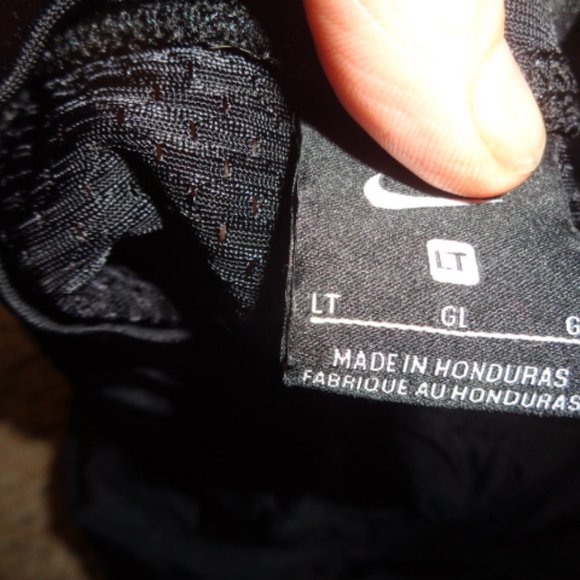 LT
LT GL G
MADE IN HONDURAS
FABRIQUE AU HONDURAS